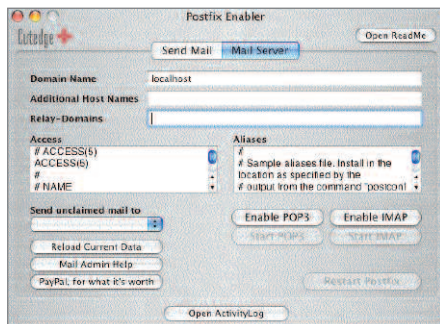 Postfix Enabler
Cutedge
Open ReadMe
Send Mail
Mail Server
Domain Name
localhost
Additional Host Names
Relay-Domains
Access
# ACCESS(5)
ACCESS(5)
#
# NAME
Aliases
#
# Sample aliases file. Install in the
location as specified by the
# output from the command "postconf
Send unclaimed mail to
Enable POP3
Enable IMAP
Start POP3
Start IMAP
Reload Current Data
Mail Admin Help
PayPal, for what it's worth
Restart Postfix
Open ActivityLog